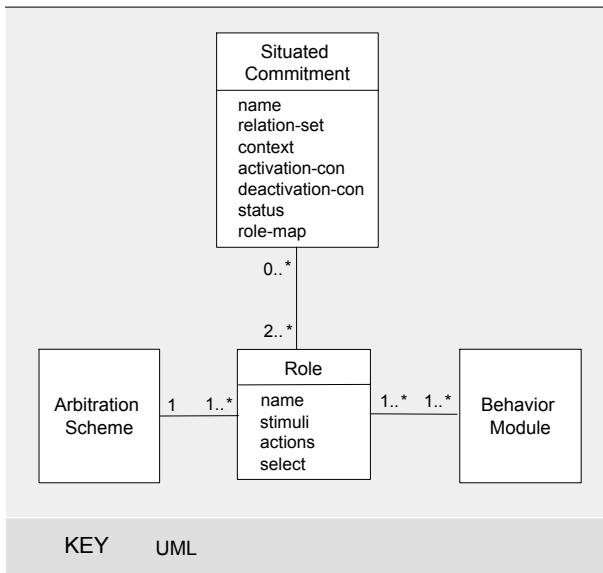 Situated
Commitment
name
relation-set
context
activation-con
deactivation-con
status
role-map
0..*
2..*
Arbitration
Scheme
1
1..*
Role
name
stimuli
actions
select
1..*
1..*
Behavior
Module
KEY
UML